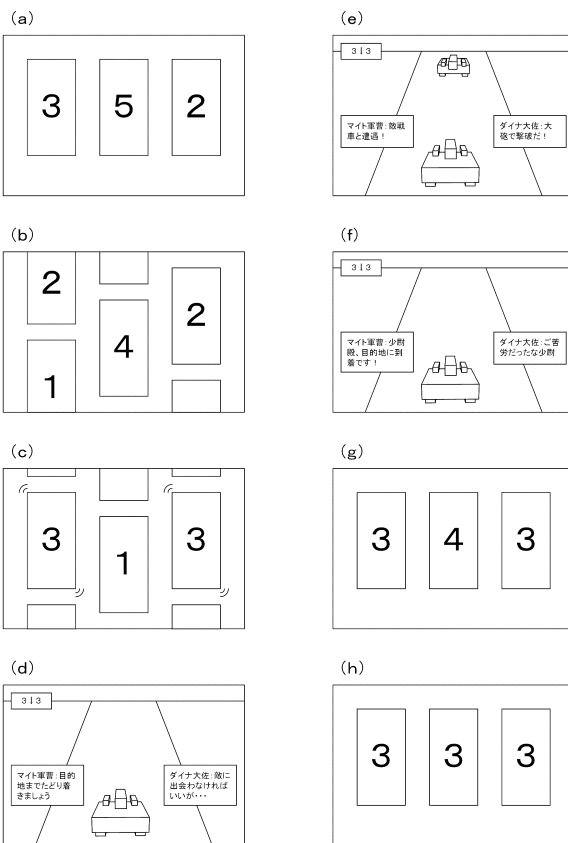 (a)
3 5 2
(b)
2
2
4
1
(c)
3
3
1
(d)
3↓3
マイト軍曹：目的
地までたどり着
きましょう
ダイナ大佐：敵に
出会わなければ
いいが・・・
(e)
3↓3
マイト軍曹：敵戦
車と遭遇！
ダイナ大佐：大
砲で撃破だ！
(f)
3↓3
マイト軍曹：少尉
殿、目的地に到
着です！
ダイナ大佐：ご苦
労だったな少尉
(g)
3 4 3
(h)
3 3 3